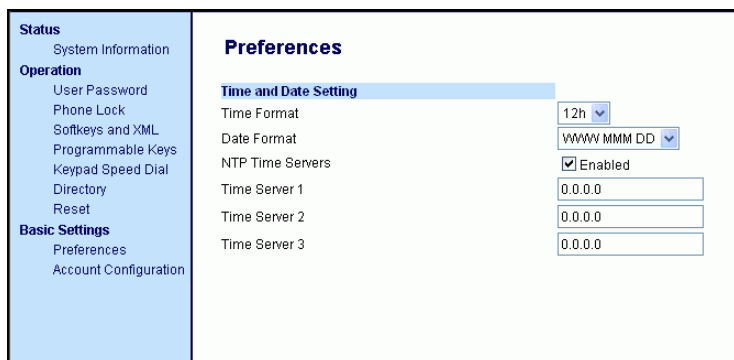 Status
System Information
Operation
User Password
Phone Lock
Softkeys and XML
Programmable Keys
Keypad Speed Dial
Directory
Reset
Basic Settings
Preferences
Account Configuration
Preferences
Time and Date Setting
Time Format 12h
Date Format WWW MMM DD
NTP Time Servers Enabled
Time Server 1 0.0.0.0
Time Server 2 0.0.0.0
Time Server 3 0.0.0.0